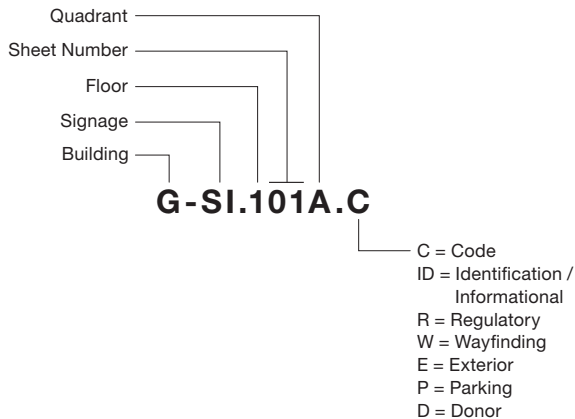 Quadrant
Sheet Number
Floor
Signage
Building
G-SI.101A.C
C = Code
ID = Identification /
Informational
R = Regulatory
W = Wayfinding
E = Exterior
P = Parking
D = Donor